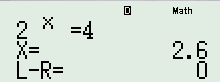 D Math
2^x =4
X= 2.6
L-R= 0